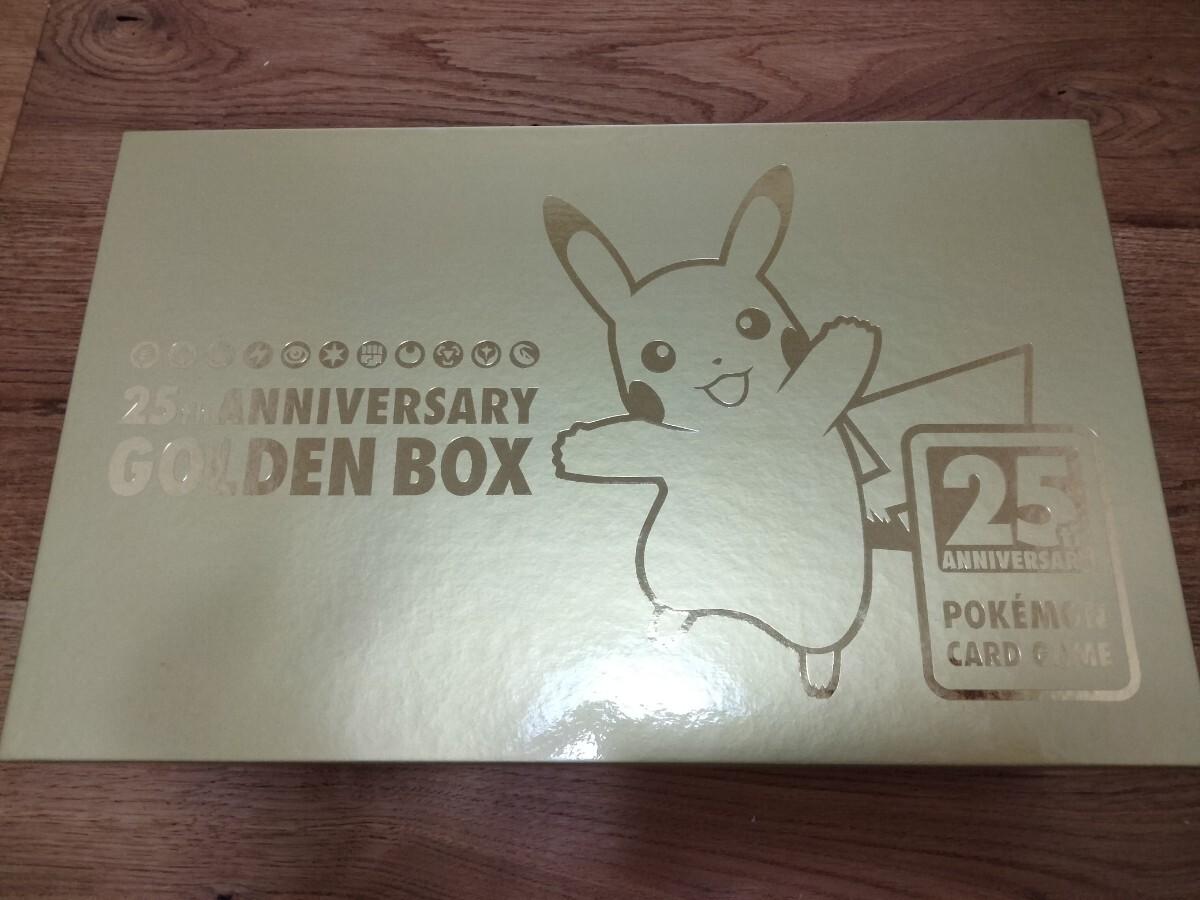 25th ANNIVERSARY
GOLDEN BOX
25th
ANNIVERSARY
POKÉMON
CARD GAME